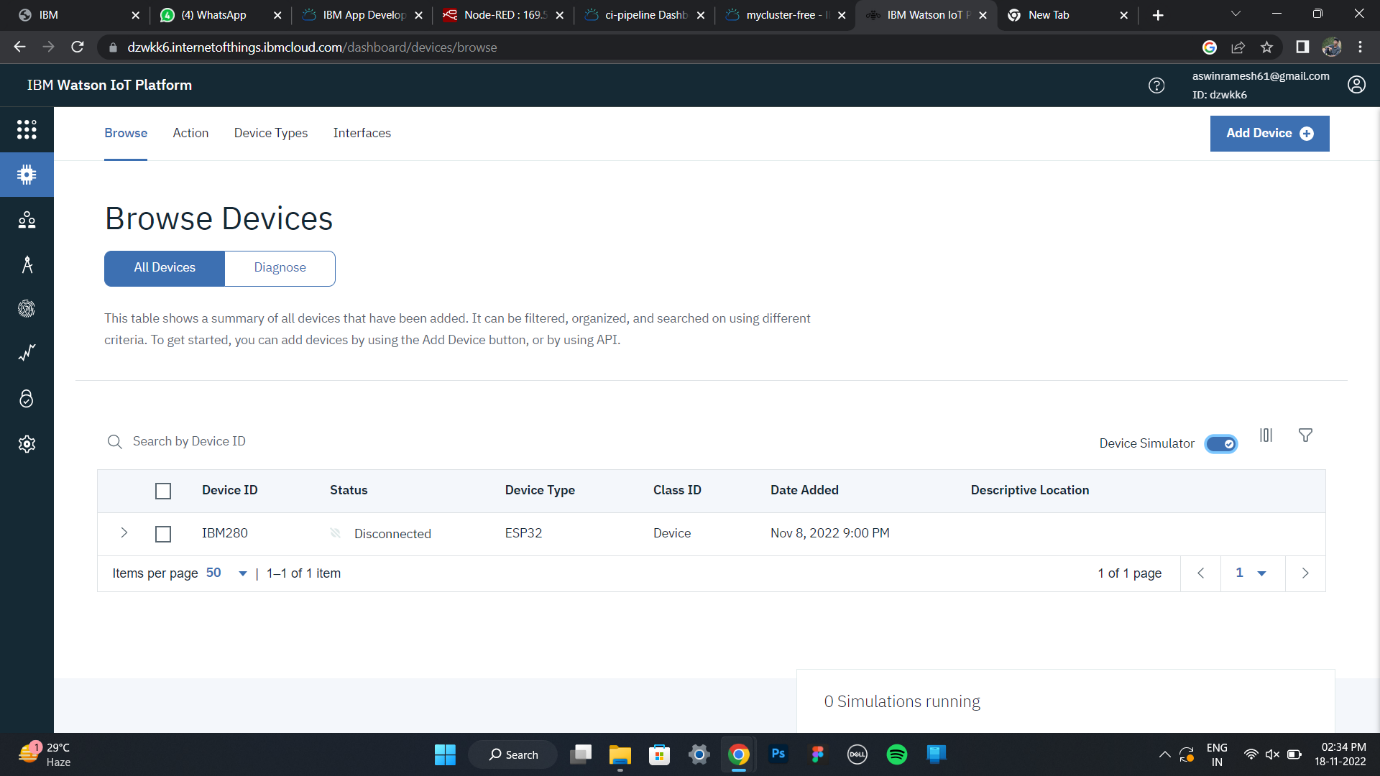 IBM
(4) WhatsApp
IBM App Develop
Node-RED : 169.5
ci-pipeline Dashb
mycluster-free - I
IBM Watson IoT P
New Tab
dzwkk6.internetofthings.ibmcloud.com/dashboard/devices/browse
IBM Watson IoT Platform
aswinramesh61@gmail.com
ID: dzwkk6
Browse
Action
Device Types
Interfaces
Add Device
Browse Devices
All Devices
Diagnose
This table shows a summary of all devices that have been added. It can be filtered, organized, and searched on using different
criteria. To get started, you can add devices by using the Add Device button, or by using API.
Search by Device ID
Device Simulator
Device ID Status Device Type Class ID Date Added Descriptive Location
IBM280 Disconnected ESP32 Device Nov 8, 2022 9:00 PM
Items per page 50 | 1–1 of 1 item 1 of 1 page 1
0 Simulations running
1
29°C
Haze
Search
Ps
DELL
ENG
IN
02:34 PM
18-11-2022